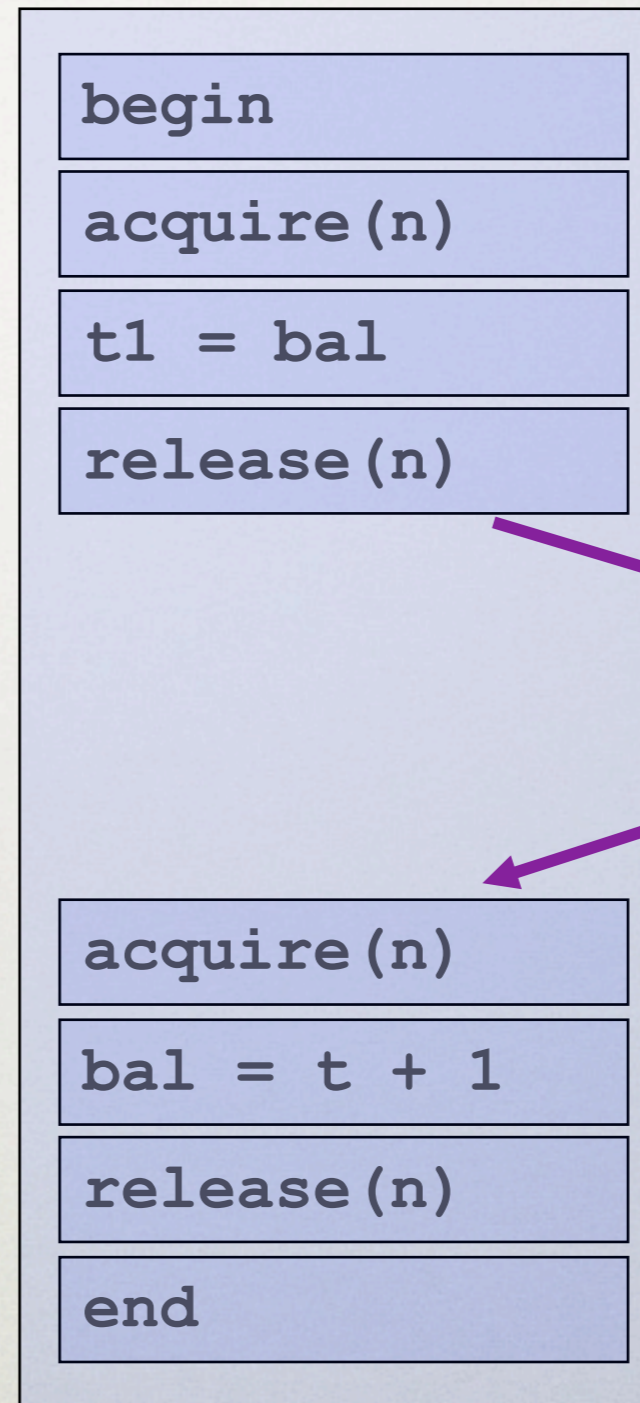 begin
acquire(n)
t1 = bal
release(n)
acquire(n)
bal = t + 1
release(n)
end